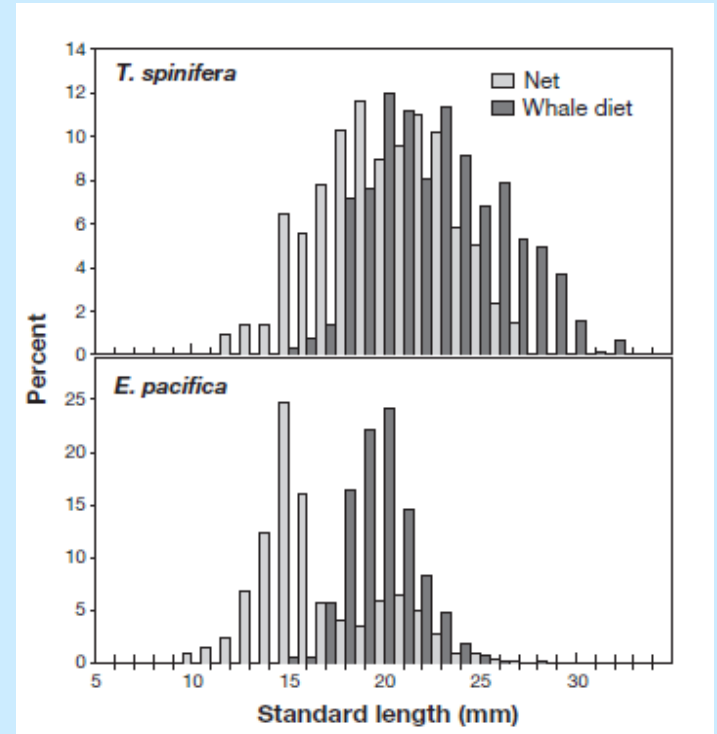 T. spinifera
Net
Whale diet
14
12
10
8
6
4
2
0
Percent
E. pacifica
25
20
15
10
5
0
5 10 15 20 25 30
Standard length (mm)